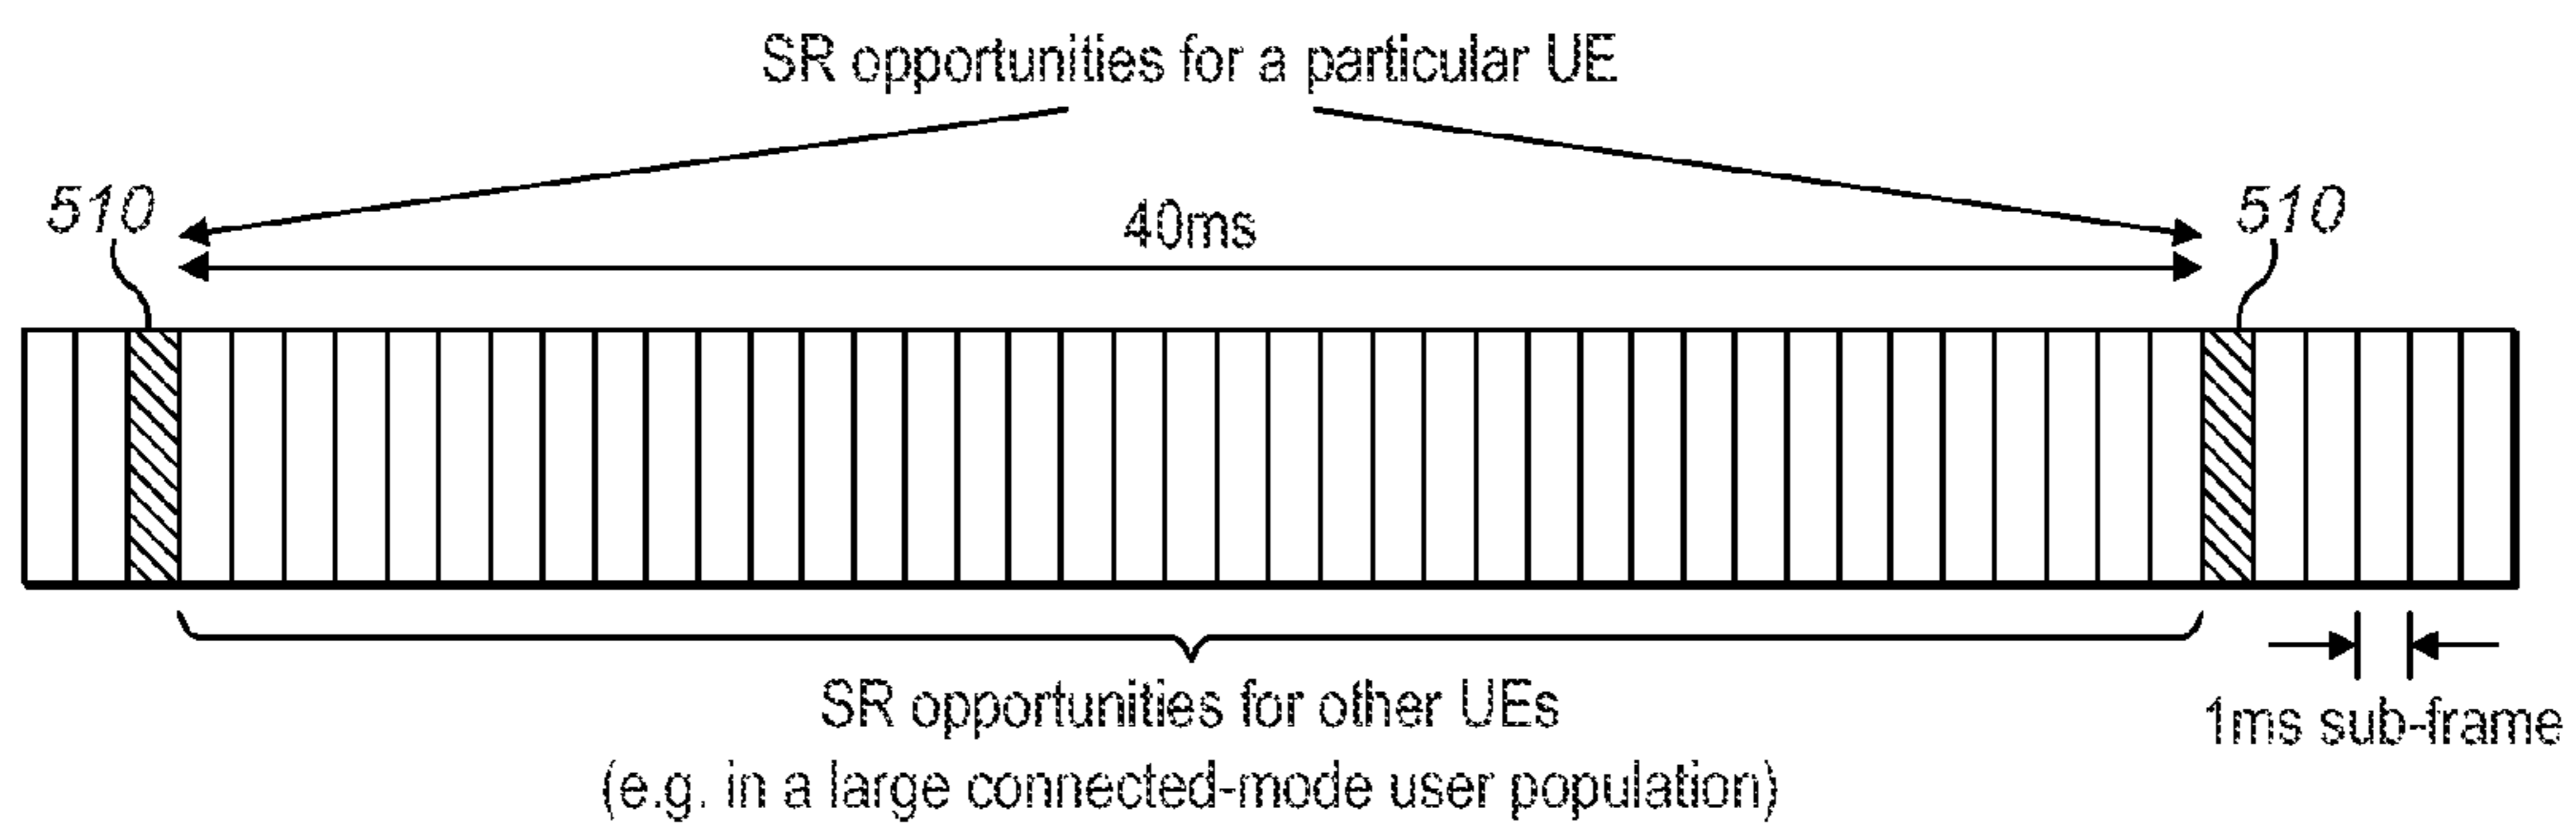 SR opportunities for a particular UE
510
40ms
510
SR opportunities for other UEs
(e.g. in a large connected-mode user population)
1ms sub-frame